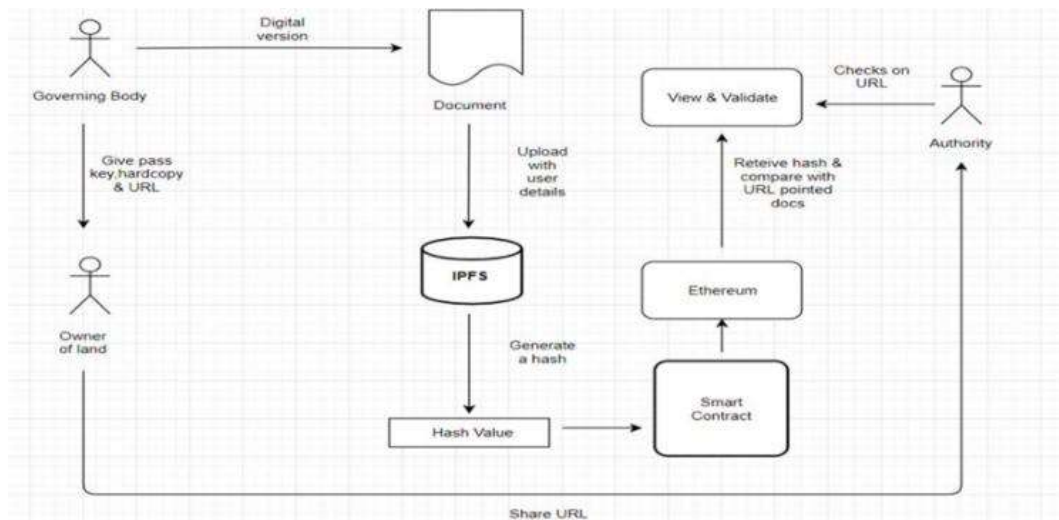 Digital
version
Governing Body
Document
View & Validate
Checks on
URL
Authority
Give pass
key,hardcopy
& URL
Upload
with
user
details
Reteive hash &
compare with
URL pointed
docs
IPFS
Ethereum
Owner
of land
Generate
a hash
Smart
Contract
Hash Value
Share URL